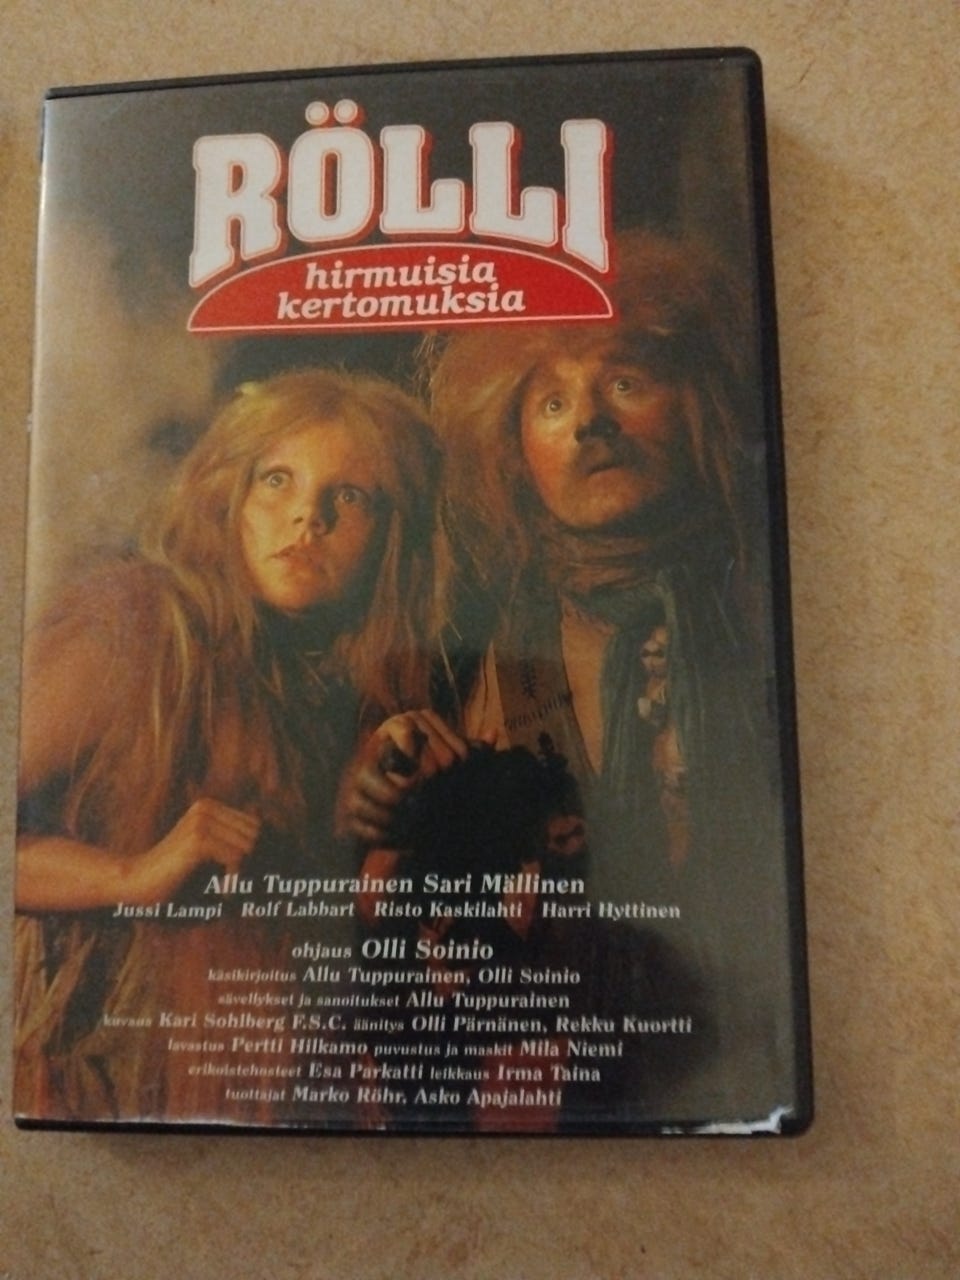 RÖLLI
hirmuisia
kertomuksia
Allu Tuppurainen Sari Mällinen
Jussi Lampi Rolf Labbart Risto Kaskilahti Harri Hyttinen
ohjaus Olli Soinio
käsikirjoitus Allu Tuppurainen, Olli Soinio
sävellykset ja sanoitukset Allu Tuppurainen
kuvaus Kari Sohlberg F.S.C. äänitys Olli Pärnänen, Rekku Kuortti
lavastus Pertti Hilkamo puvustus ja maskit Mila Niemi
erikoistehosteet Esa Parkatti leikkaus Irma Taina
tuottajat Marko Röhr, Asko Apajalahti